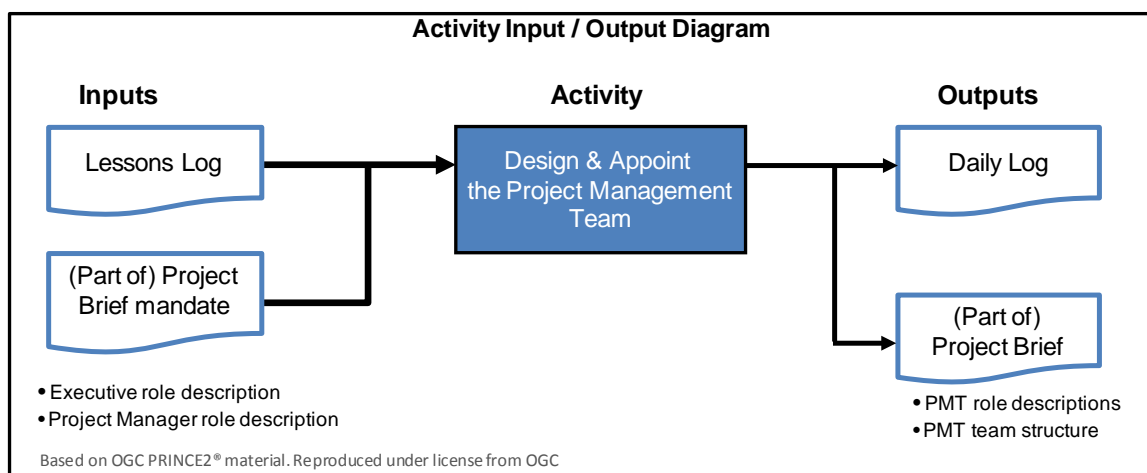 Activity Input / Output Diagram
Inputs
Activity
Outputs
Lessons Log
Design & Appoint
the Project Management
Team
Daily Log
(Part of) Project
Brief mandate
(Part of)
Project Brief
• Executive role description
• Project Manager role description
• PMT role descriptions
• PMT team structure
Based on OGC PRINCE2® material. Reproduced under license from OGC